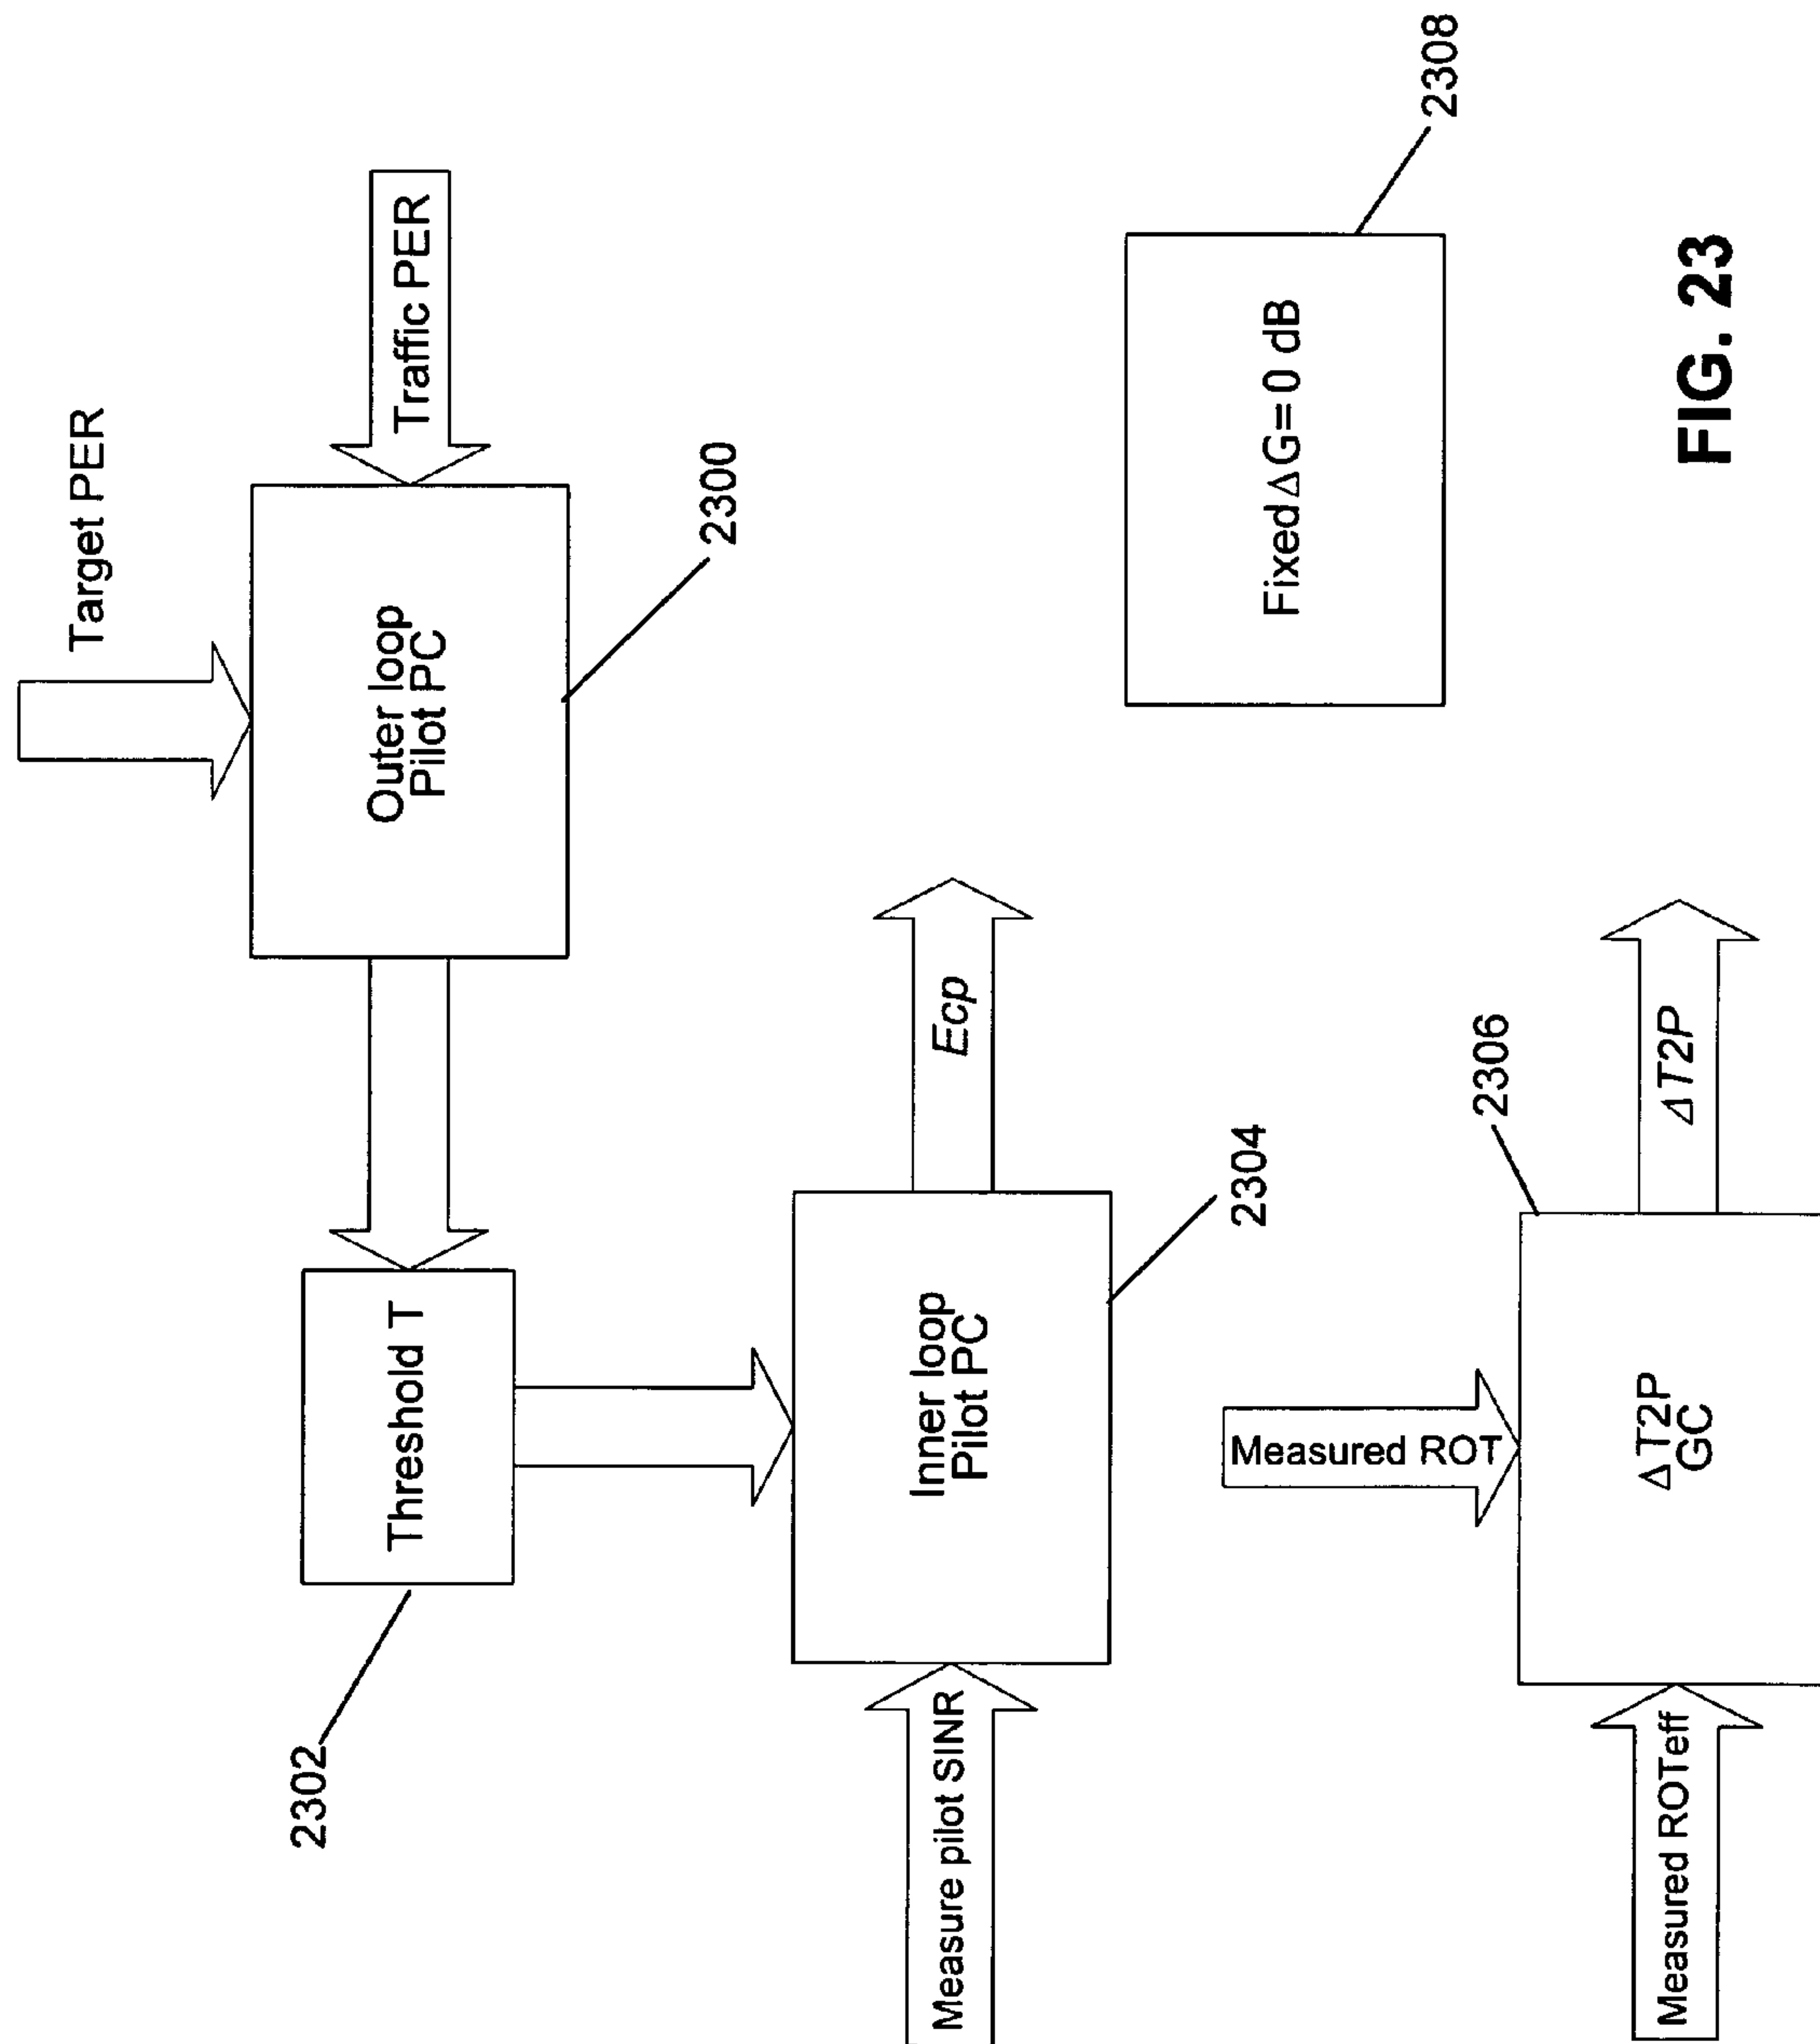 Target PER
Traffic PER
Outer loop
Pilot PC
2300
Threshold T
2302
Measure pilot SINR
Inner loop
Pilot PC
Ecp
2304
Measured ROT
2306
Measured ROTeff
ΔT2P
GC
ΔT2P
Fixed ΔG= 0 dB
2308
FIG. 23